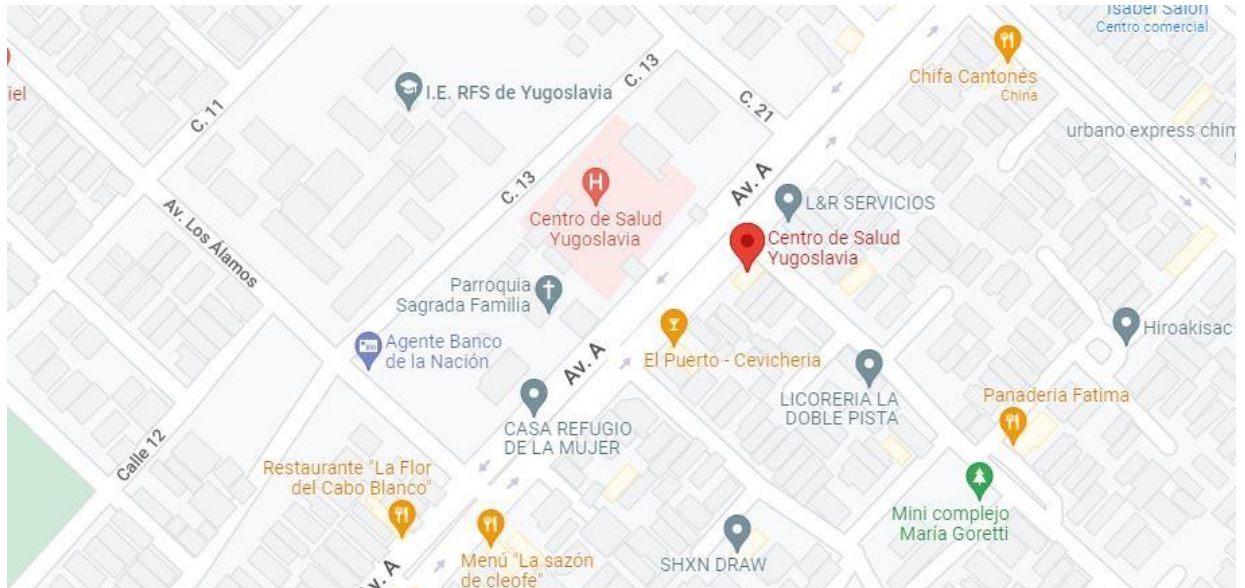 Isabel Salon
Centro comercial
Chifa Cantonés
China
iel
C. 11
I.E. RFS de Yugoslavia
C. 13
C. 21
urbano express chim
C. 13
Centro de Salud
Yugoslavia
Av. A
L&R SERVICIOS
Centro de Salud
Yugoslavia
Av. Los Álamos
Parroquia
Sagrada Familia
Agente Banco
de la Nación
Av. A
El Puerto - Cevicheria
Hiroakisac
LICORERIA LA
DOBLE PISTA
Panaderia Fatima
CASA REFUGIO
DE LA MUJER
Calle 12
Restaurante "La Flor
del Cabo Blanco"
Mini complejo
María Goretti
Menú "La sazón
de cleofe"
SHXN DRAW
Av. A